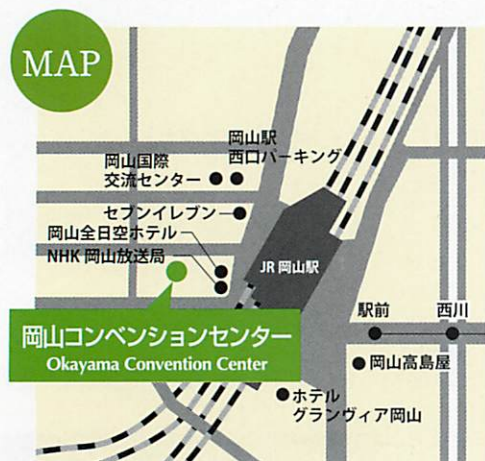 MAP
岡山駅
西口パーキング
岡山国際
交流センター
セブンイレブン
岡山全日空ホテル
NHK 岡山放送局
JR 岡山駅
岡山コンベンションセンター
Okayama Convention Center
駅前
西川
岡山高島屋
ホテル
グランヴィア岡山